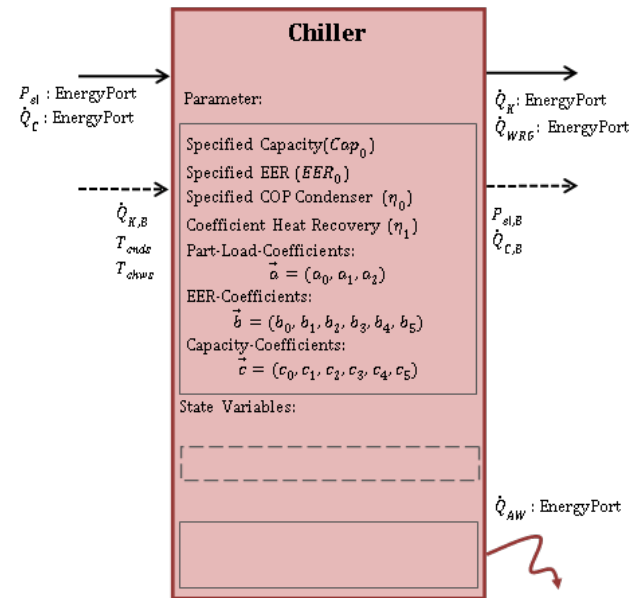 Chiller
P_el : EnergyPort
Q̇_C : EnergyPort
Q̇_K : EnergyPort
Q̇_WRG : EnergyPort
Parameter:
Specified Capacity(Cap_0)
Specified EER (EER_0)
Specified COP Condenser (η_0)
Coefficient Heat Recovery (η_1)
Part-Load-Coefficients:
a⃗ = (a_0, a_1, a_2)
EER-Coefficients:
b⃗ = (b_0, b_1, b_2, b_3, b_4, b_5)
Capacity-Coefficients:
c⃗ = (c_0, c_1, c_2, c_3, c_4, c_5)
Q̇_K,B
T_cnds
T_chws
P_el,B
Q̇_C,B
State Variables:
Q̇_AW : EnergyPort